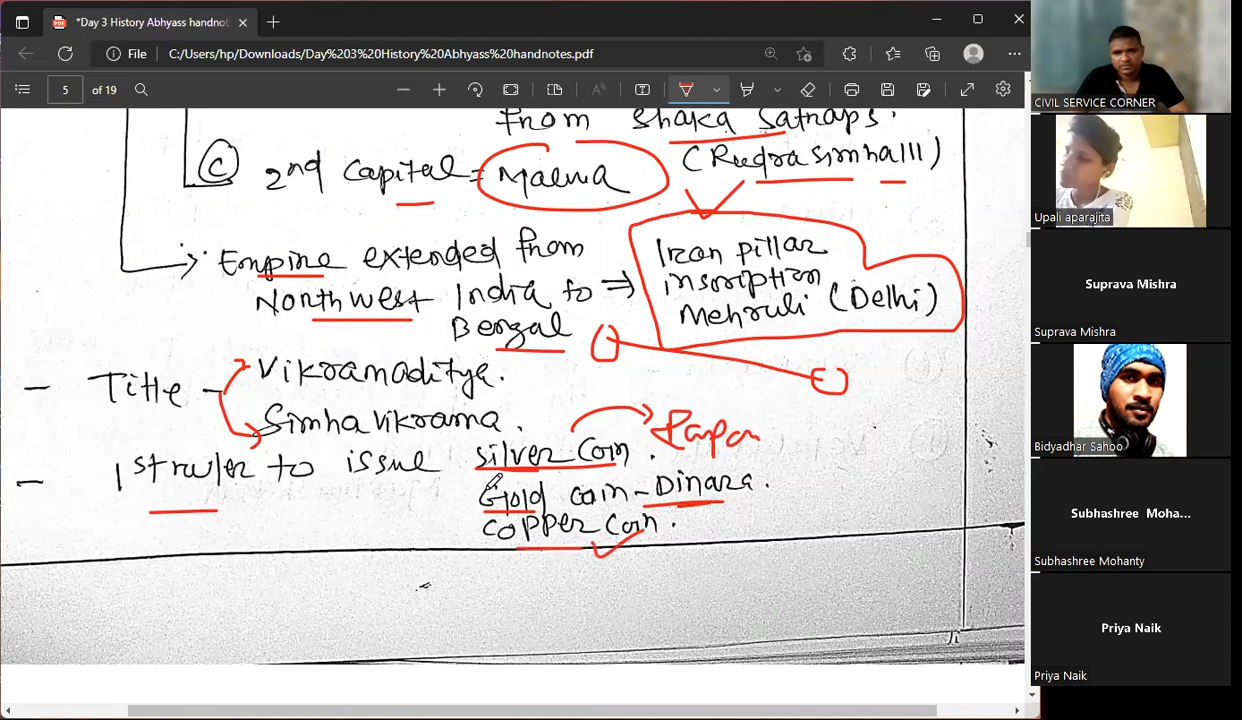 *Day 3 History Abhyass handnot
File
C:/Users/hp/Downloads/Day%203%20History%20Abhyass%20handnotes.pdf
5 of 19
from Shaka Satraps.
(Rudrasimha III)
(C) 2nd Capital = Malwa
Empire extended from
Northwest India to ⇒
Bengal
Iron pillar
inscription
Mehruli (Delhi)
- Title - Vikramaditya.
Simhavikrama.
- 1st ruler to issue silver Coin.
Gold coin - Dinara.
Copper Coin.
CIVIL SERVICE CORNER
Upali aparajita
Suprava Mishra
Suprava Mishra
Bidyadhar Sahoo
Subhashree Moha...
Subhashree Mohanty
Priya Naik
Priya Naik